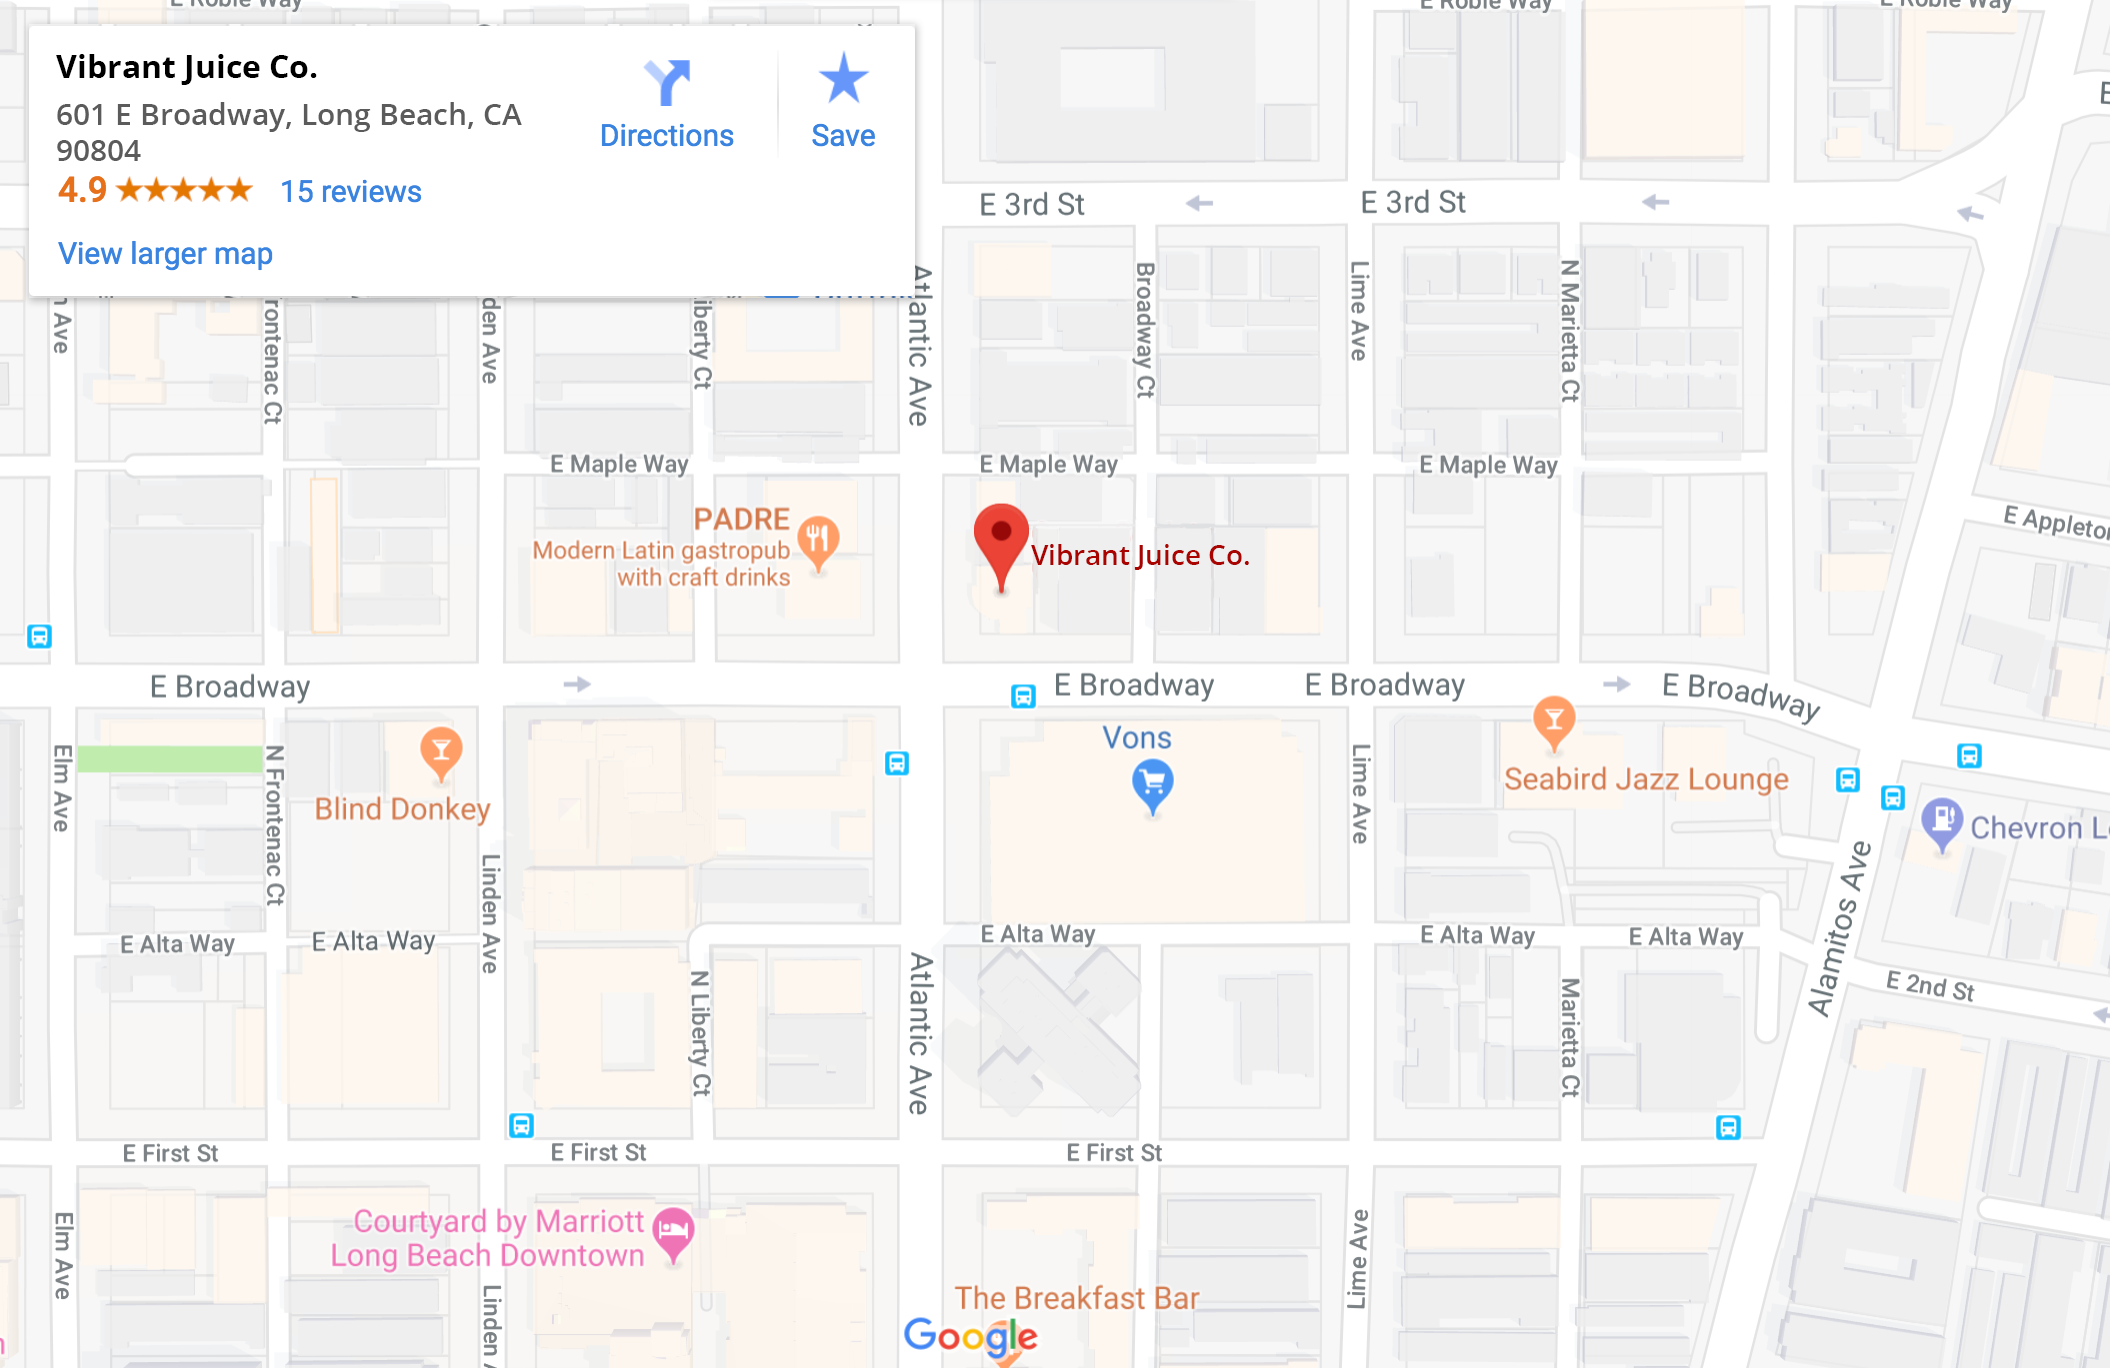 E Roble Way
E Roble Way
E Roble Way
Vibrant Juice Co.
601 E Broadway, Long Beach, CA
90804
4.9
15 reviews
View larger map
Directions
Save
E 3rd St
E 3rd St
Atlantic Ave
Broadway Ct
Lime Ave
N Marietta Ct
Ave
rontenac Ct
den Ave
iberty Ct
E Maple Way
E Maple Way
E Maple Way
E Appleton
PADRE
Modern Latin gastropub
with craft drinks
Vibrant Juice Co.
E Broadway
E Broadway
E Broadway
E Broadway
Vons
Elm Ave
N Frontenac Ct
Blind Donkey
Linden Ave
Lime Ave
Seabird Jazz Lounge
Chevron L
Alamitos Ave
E Alta Way
E Alta Way
E Alta Way
E Alta Way
E Alta Way
N Liberty Ct
Atlantic Ave
Marietta Ct
E 2nd St
E First St
E First St
E First St
Elm Ave
Courtyard by Marriott
Long Beach Downtown
Linden A
The Breakfast Bar
Lime Ave
Google